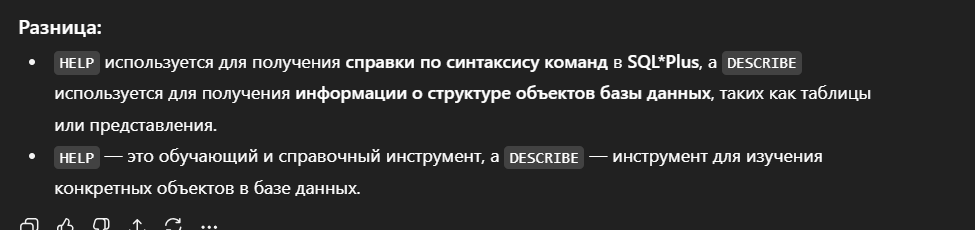 Разница:
• HELP используется для получения справки по синтаксису команд в SQL*Plus, а DESCRIBE
используется для получения информации о структуре объектов базы данных, таких как таблицы
или представления.
• HELP — это обучающий и справочный инструмент, а DESCRIBE — инструмент для изучения
конкретных объектов в базе данных.